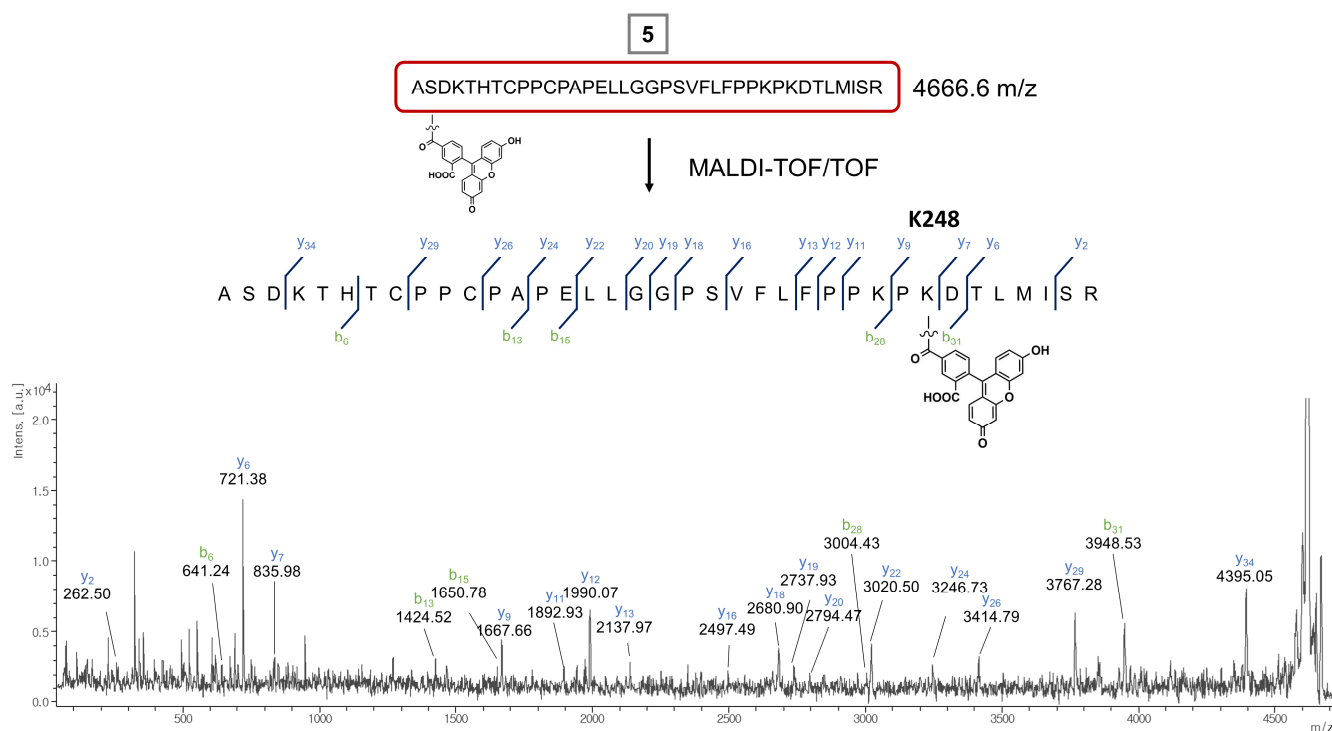 5
ASDKTHTCPPCPAPELLGGPSVFLFPPKPKDTLMISR 4666.6 m/z
O
OH
HOOC
O
O
MALDI-TOF/TOF
K248
y34 y29 y26 y24 y22 y20 y19 y18 y16 y13 y12 y11 y9 y7 y6 y2
A S D K T H T C P P C P A P E L L G G P S V F L F P P K P K D T L M I S R
b6 b13 b15 b28 b31
O
OH
HOOC
O
O
Intens. [a.u.]
x10^4
2.0
1.5
1.0
0.5
0.0
y2
262.50
b6
641.24
y6
721.38
y7
835.98
b13
1424.52
b15
1650.78
y9
1667.66
y11
1892.93
y12
1990.07
y13
2137.97
y16
2497.49
y18
2680.90
y19
2737.93
y20
2794.47
b28
3004.43
y22
3020.50
y24
3246.73
y26
3414.79
y29
3767.28
b31
3948.53
y34
4395.05
500 1000 1500 2000 2500 3000 3500 4000 4500
m/z